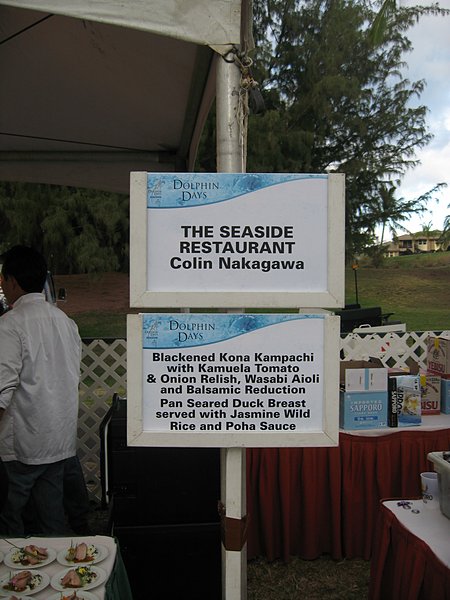 DOLPHIN
DAYS
THE SEASIDE
RESTAURANT
Colin Nakagawa
DOLPHIN DAYS
Blackened Kona Kampachi
with Kamuela Tomato
& Onion Relish, Wasabi Aioli
and Balsamic Reduction
Pan Seared Duck Breast
served with Jasmine Wild
Rice and Poha Sauce
SAPPORO